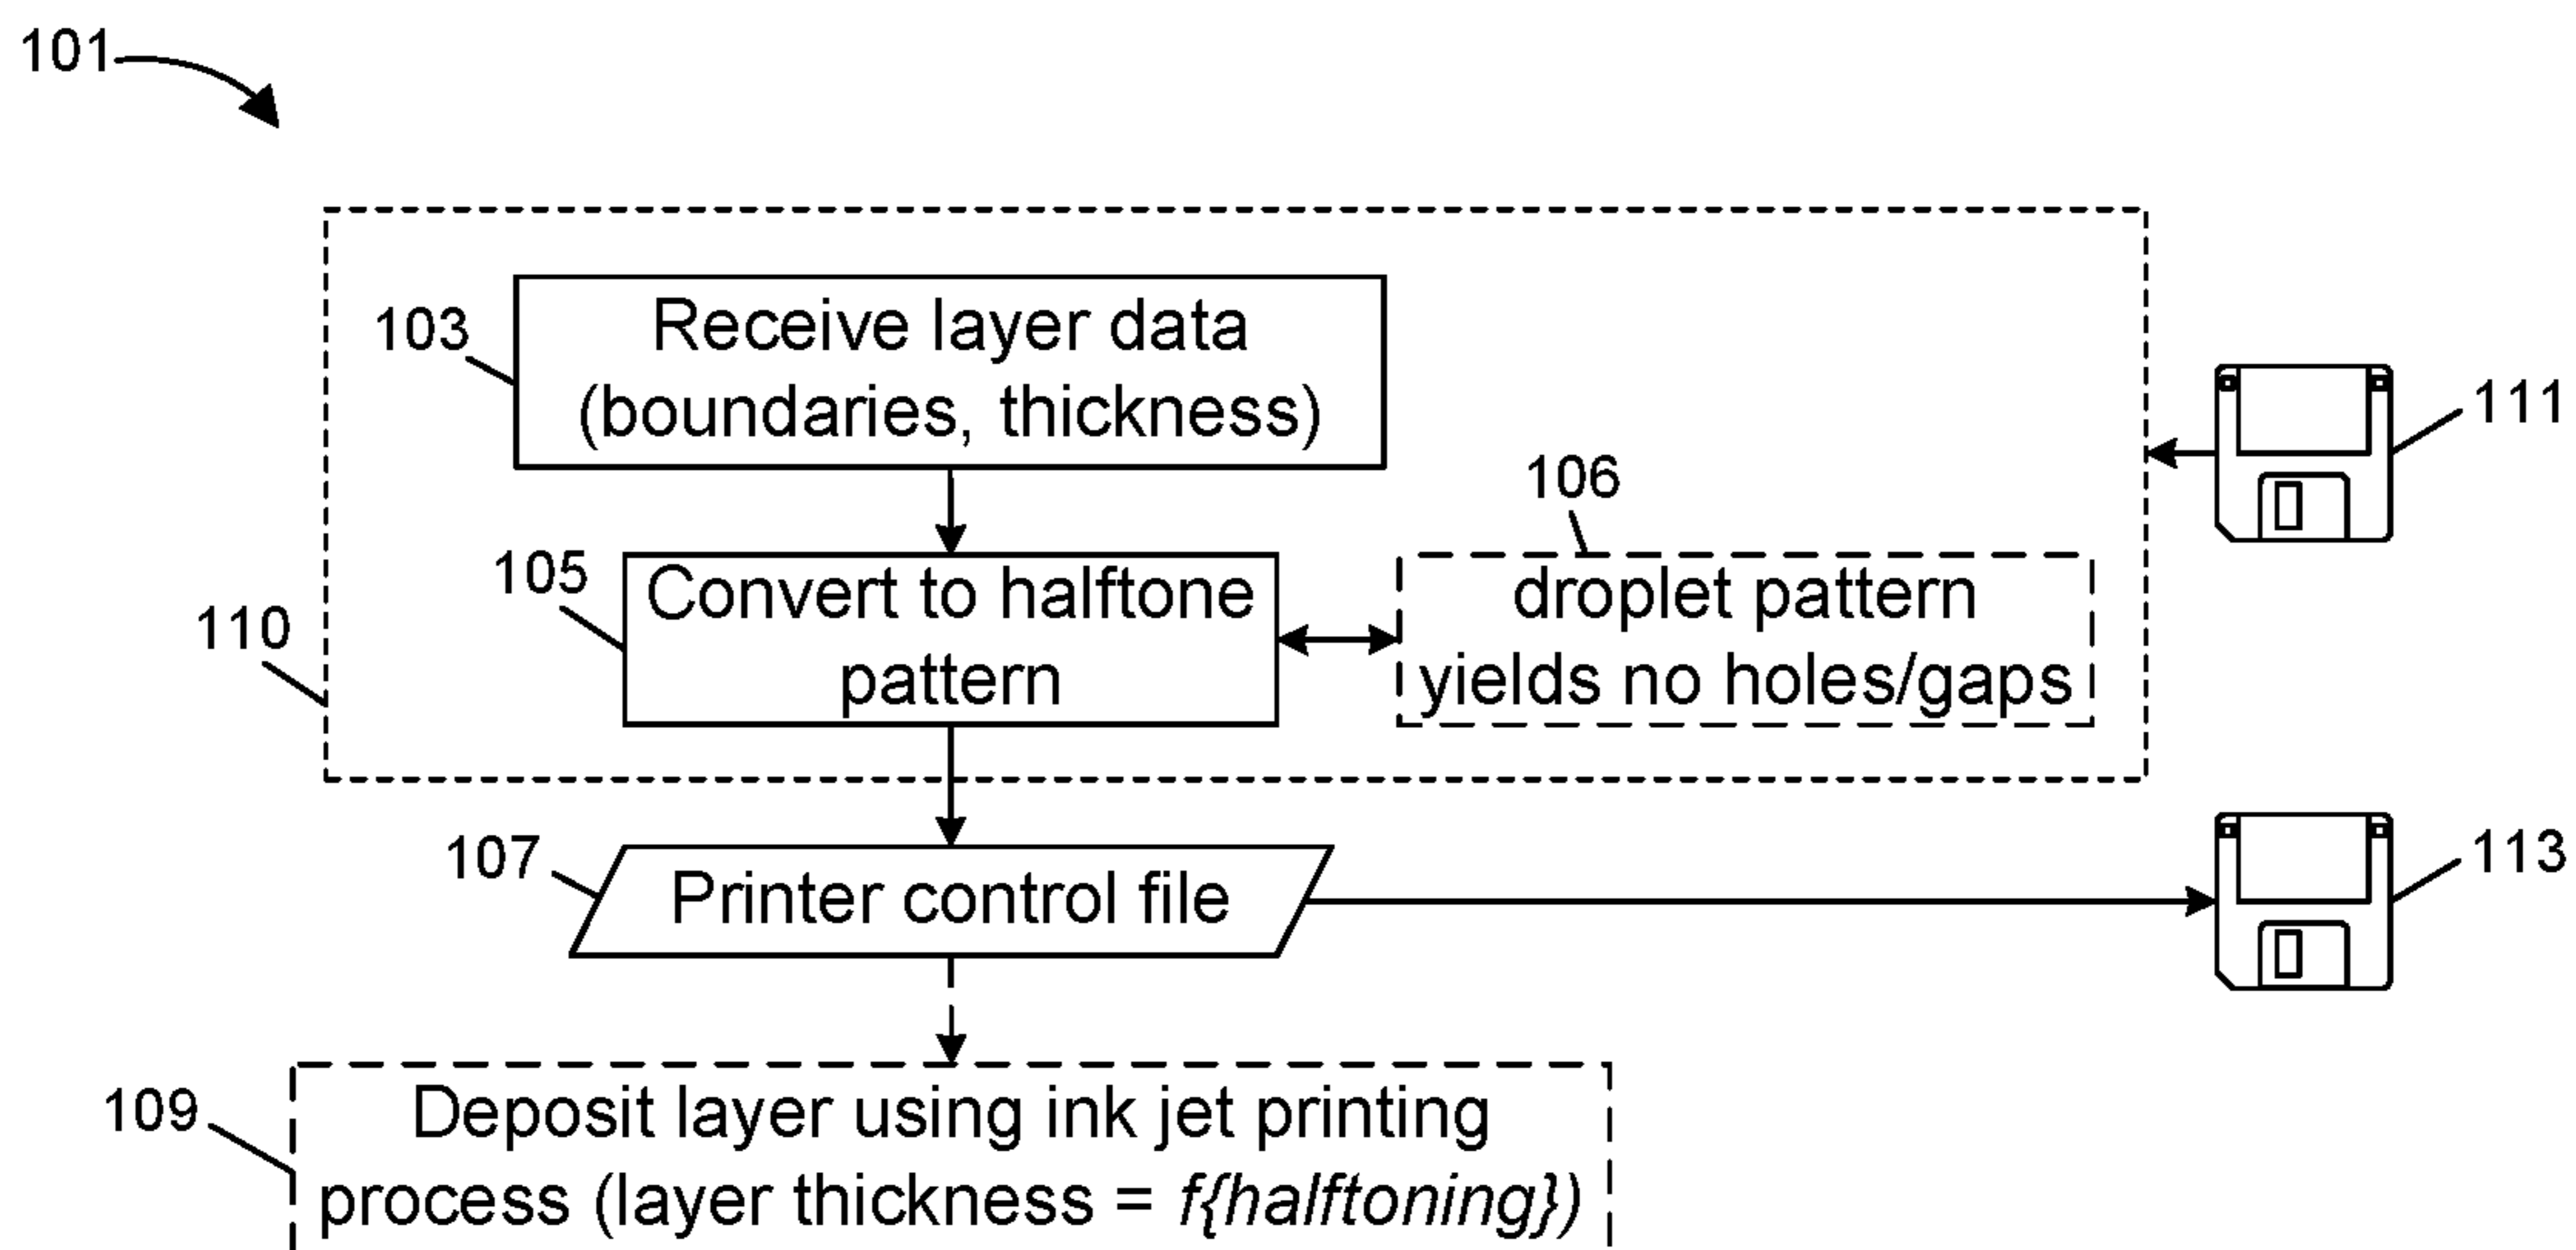 101
103
Receive layer data
(boundaries, thickness)
111
106
105
Convert to halftone
pattern
droplet pattern
yields no holes/gaps
110
107
Printer control file
113
109
Deposit layer using ink jet printing
process (layer thickness = f{halftoning})